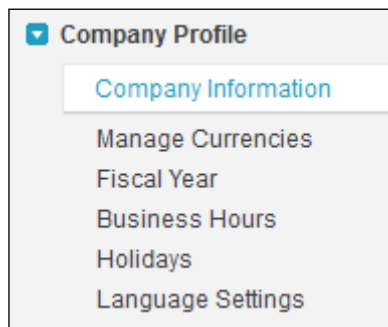 Company Profile
Company Information
Manage Currencies
Fiscal Year
Business Hours
Holidays
Language Settings